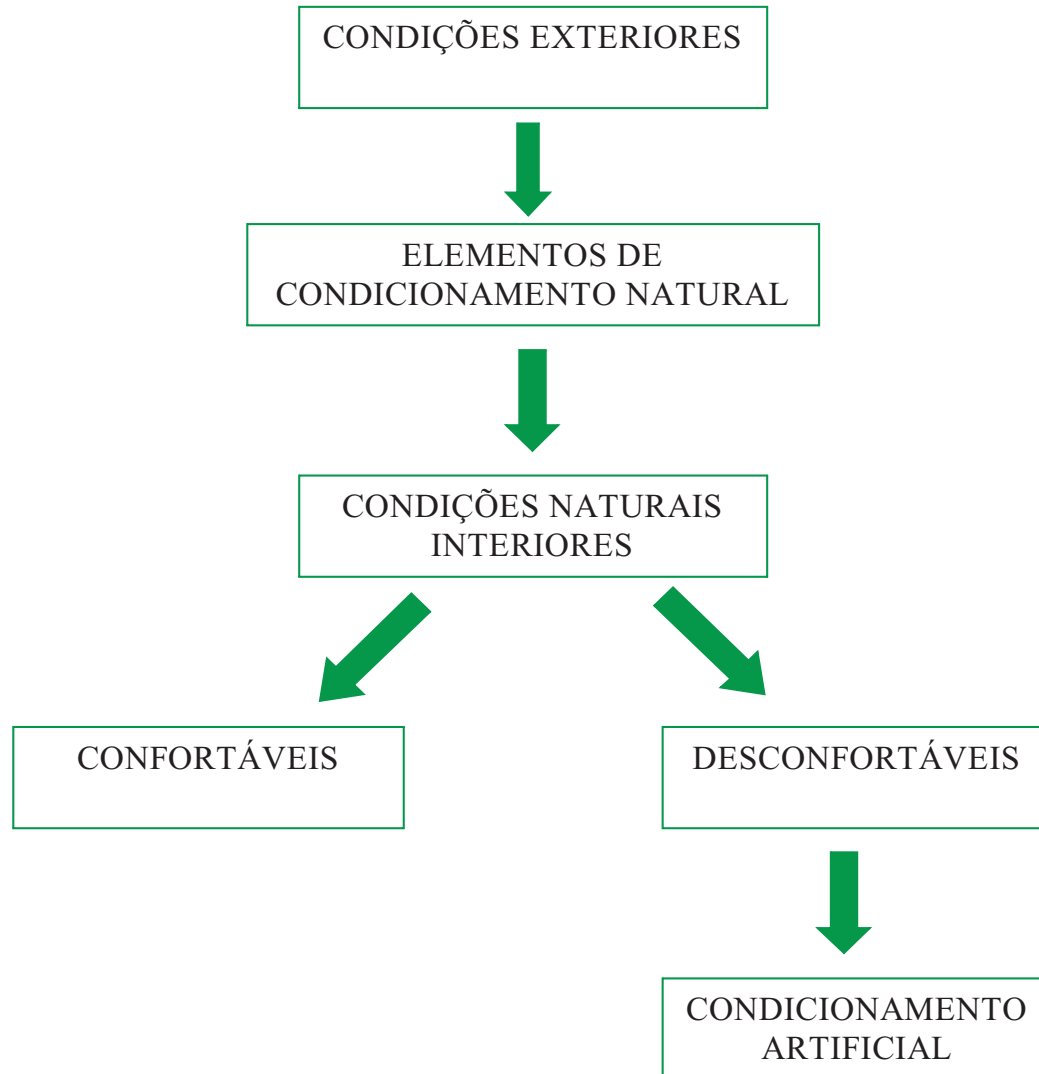 CONDIÇÕES EXTERIORES
ELEMENTOS DE
CONDICIONAMENTO NATURAL
CONDIÇÕES NATURAIS
INTERIORES
CONFORTÁVEIS
DESCONFORTÁVEIS
CONDICIONAMENTO
ARTIFICIAL